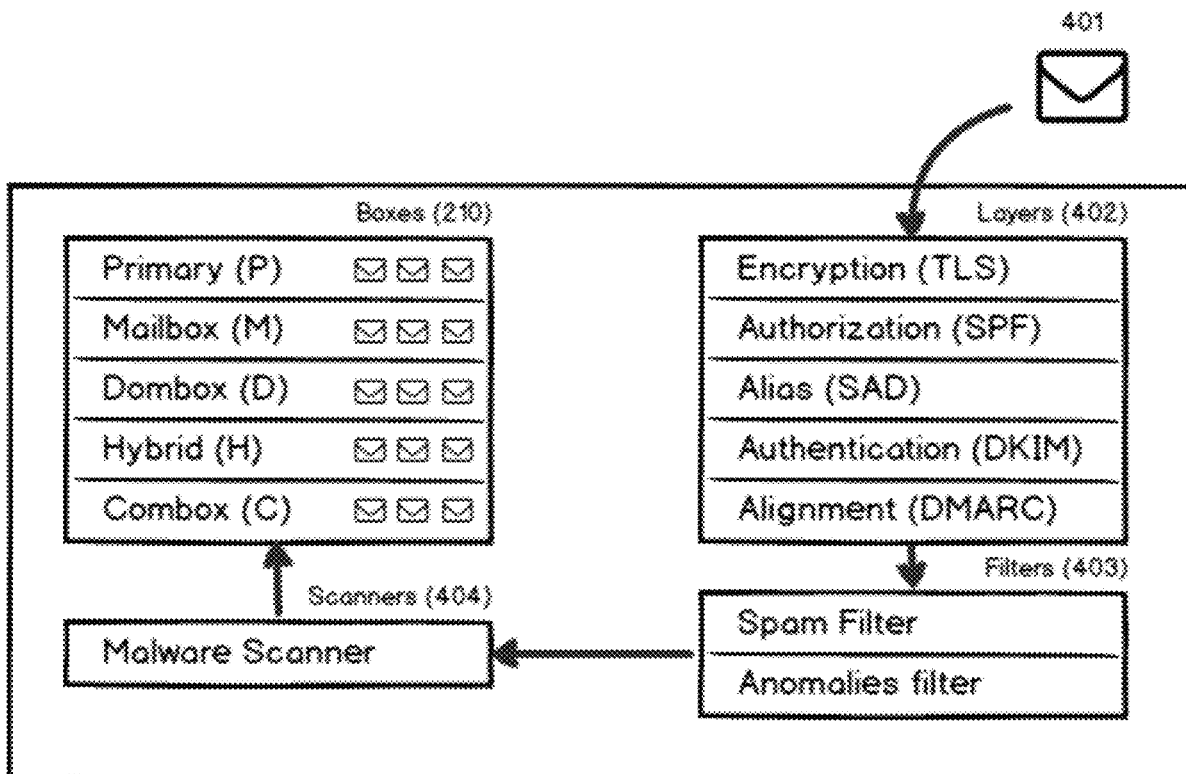 401
Boxes (210)
Primary (P)
Mailbox (M)
Dombox (D)
Hybrid (H)
Combox (C)
Layers (402)
Encryption (TLS)
Authorization (SPF)
Alias (SAD)
Authentication (DKIM)
Alignment (DMARC)
Filters (403)
Spam Filter
Anomalies filter
Scanners (404)
Malware Scanner